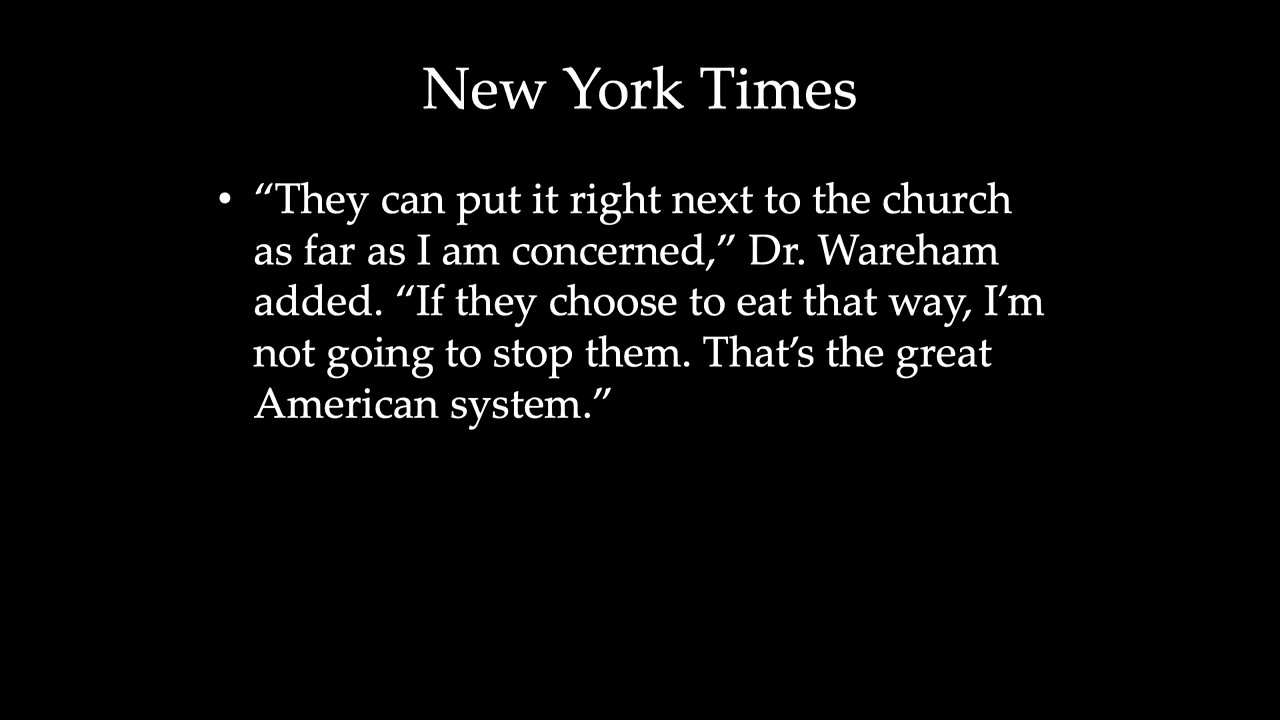 New York Times
• “They can put it right next to the church
as far as I am concerned,” Dr. Wareham
added. “If they choose to eat that way, I’m
not going to stop them. That’s the great
American system.”